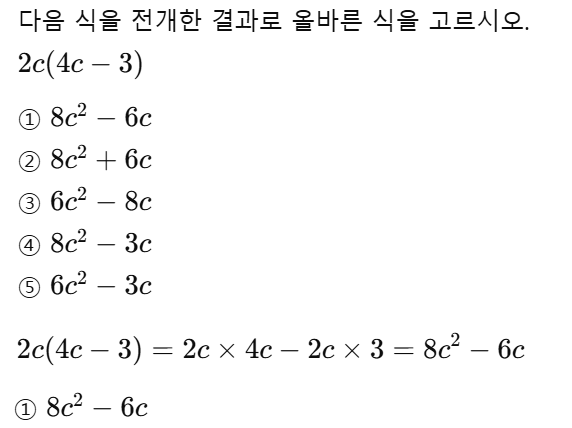 다음 식을 전개한 결과로 올바른 식을 고르시오.
2c(4c − 3)
① 8c² − 6c
② 8c² + 6c
③ 6c² − 8c
④ 8c² − 3c
⑤ 6c² − 3c
2c(4c − 3) = 2c × 4c − 2c × 3 = 8c² − 6c
① 8c² − 6c